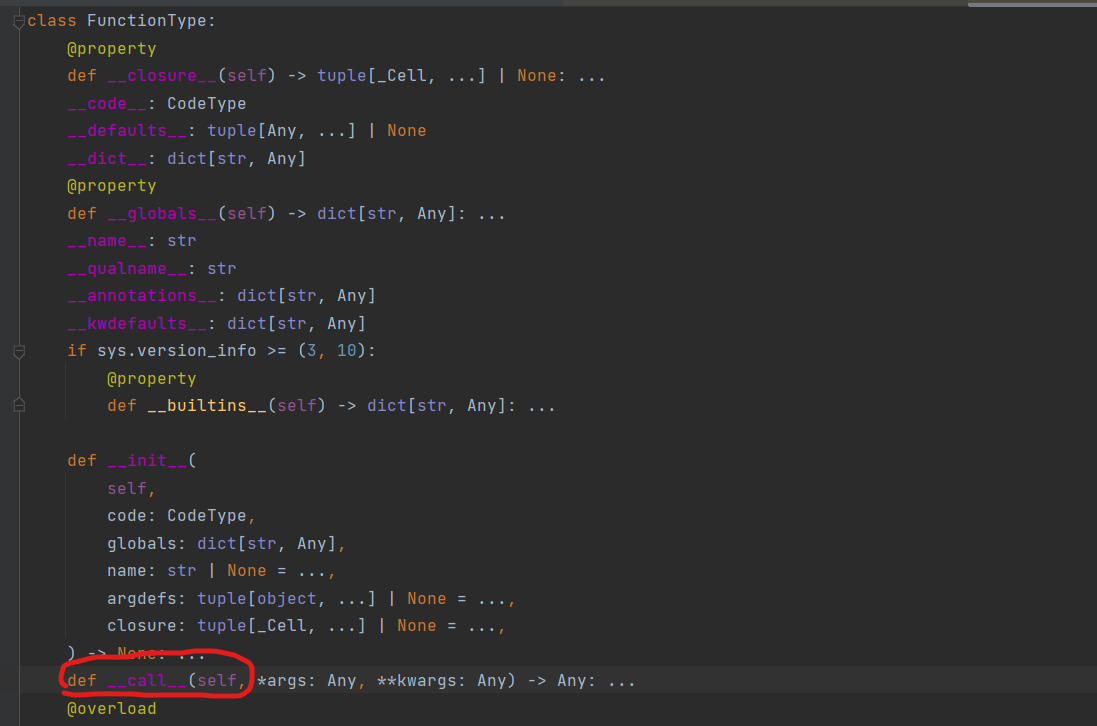 class FunctionType:
    @property
    def __closure__(self) -> tuple[_Cell, ...] | None: ...
    __code__: CodeType
    __defaults__: tuple[Any, ...] | None
    __dict__: dict[str, Any]
    @property
    def __globals__(self) -> dict[str, Any]: ...
    __name__: str
    __qualname__: str
    __annotations__: dict[str, Any]
    __kwdefaults__: dict[str, Any]
    if sys.version_info >= (3, 10):
        @property
        def __builtins__(self) -> dict[str, Any]: ...
    def __init__(
        self,
        code: CodeType,
        globals: dict[str, Any],
        name: str | None = ...,
        argdefs: tuple[object, ...] | None = ...,
        closure: tuple[_Cell, ...] | None = ...,
    ) -> None: ...
    def __call__(self, *args: Any, **kwargs: Any) -> Any: ...
    @overload